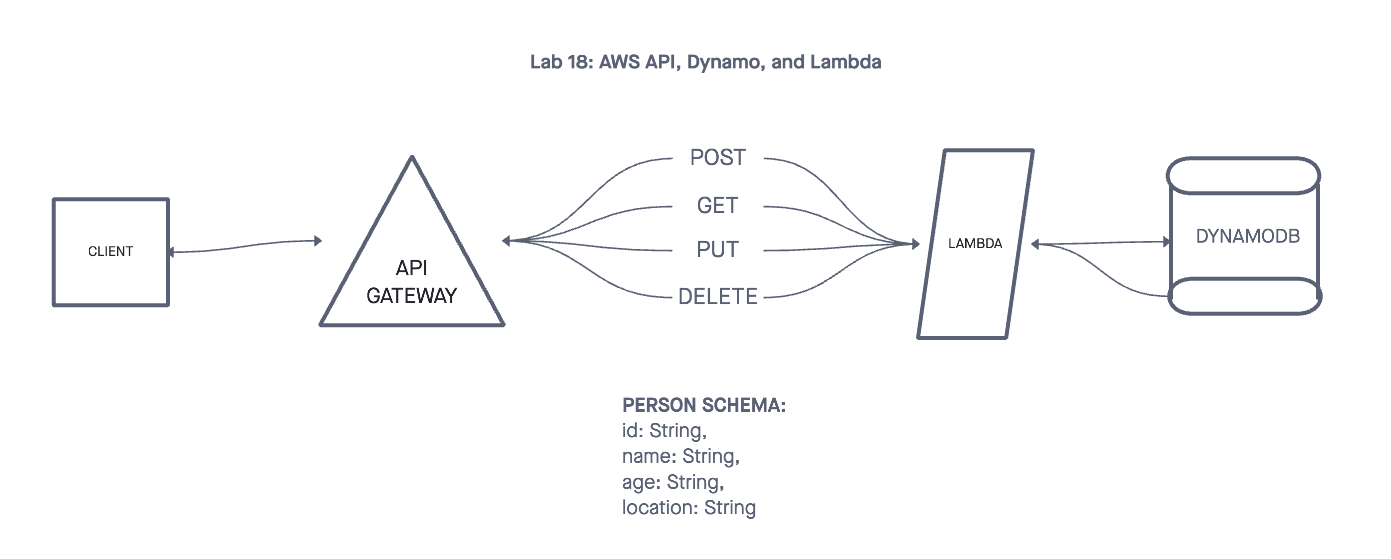 Lab 18: AWS API, Dynamo, and Lambda
CLIENT
API
GATEWAY
POST
GET
PUT
DELETE
LAMBDA
DYNAMODB
PERSON SCHEMA:
id: String,
name: String,
age: String,
location: String